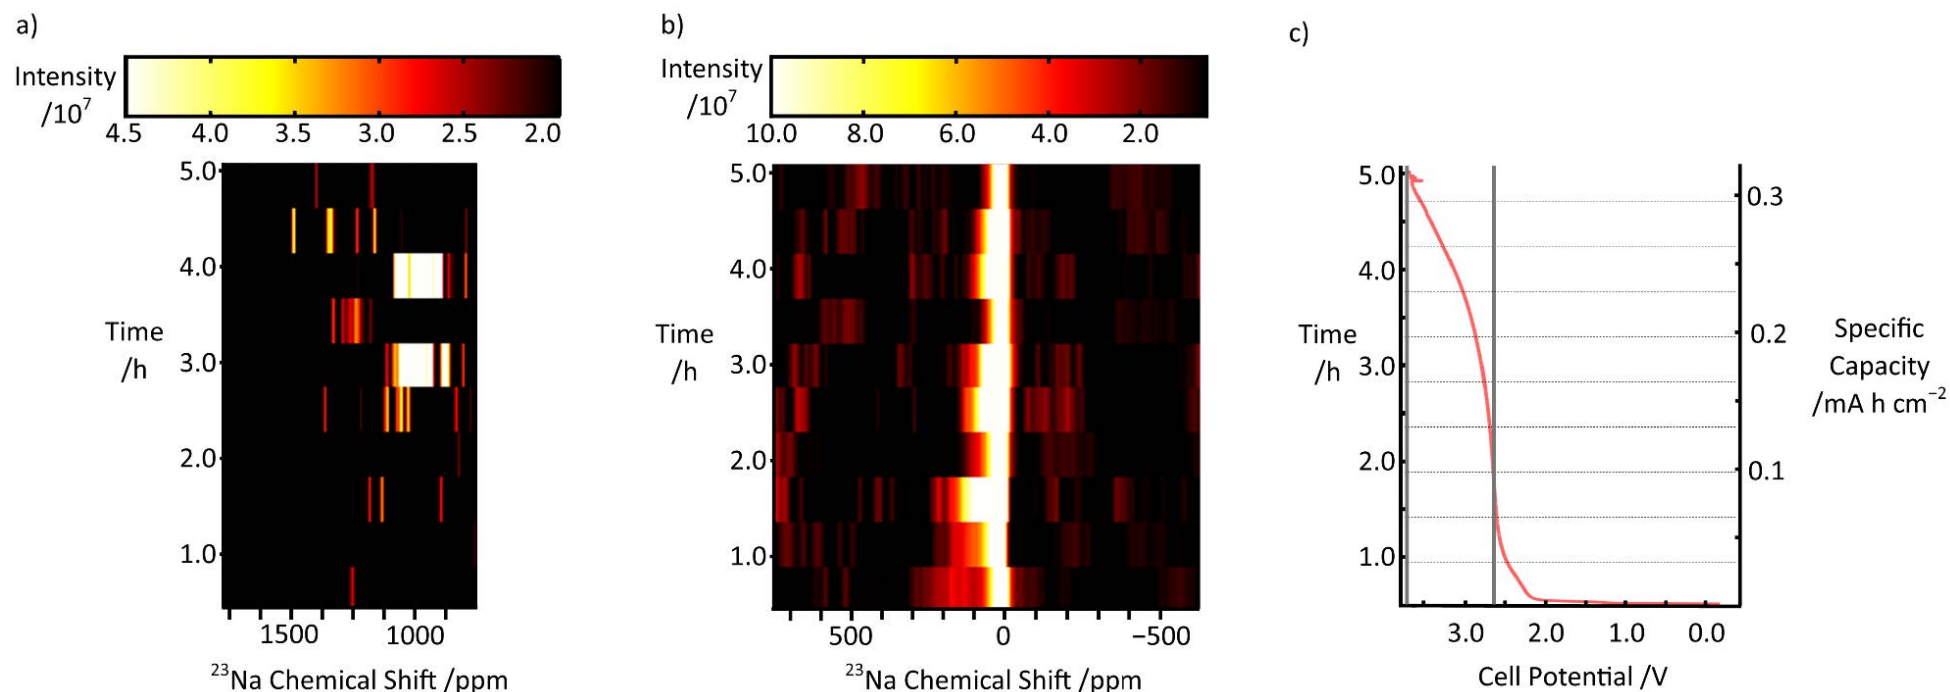 a)
Intensity
/10⁷
4.5 4.0 3.5 3.0 2.5 2.0
5.0
4.0
Time
/h
3.0
2.0
1.0
1500 1000
²³Na Chemical Shift /ppm
b)
Intensity
/10⁷
10.0 8.0 6.0 4.0 2.0
5.0
4.0
Time
/h
3.0
2.0
1.0
500 0 −500
²³Na Chemical Shift /ppm
c)
5.0
4.0
Time
/h
3.0
2.0
1.0
0.3
0.2
0.1
Specific
Capacity
/mA h cm⁻²
3.0 2.0 1.0 0.0
Cell Potential /V